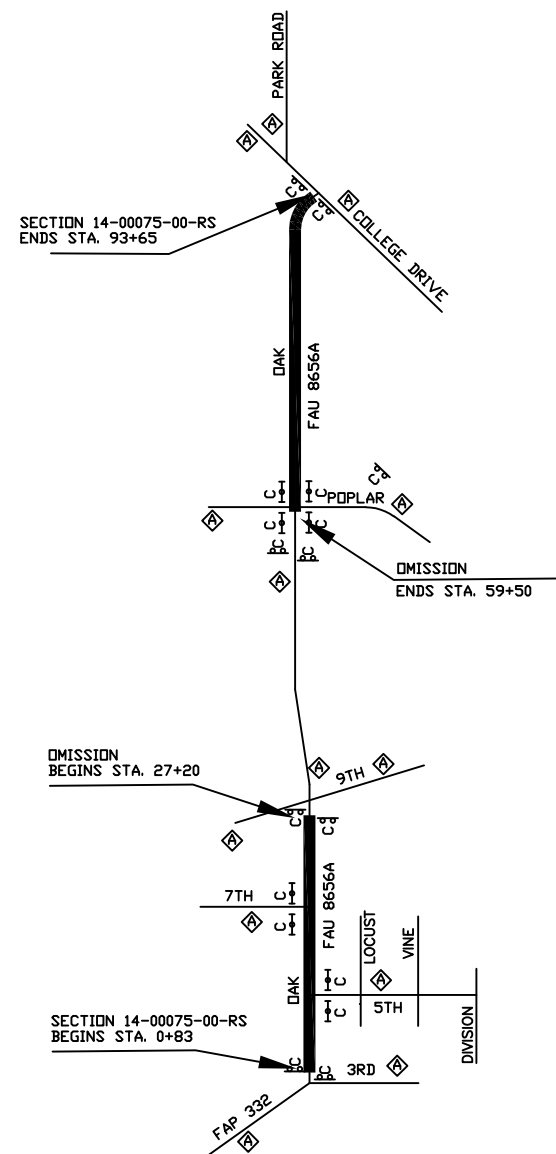 PARK ROAD
A
A
C
C
A
COLLEGE DRIVE
SECTION 14-00075-00-RS
ENDS STA. 93+65
OAK
FAU 8656A
C
C
C
POPLAR
A
A
C
C
C
C
A
OMISSION
ENDS STA. 59+50
OMISSION
BEGINS STA. 27+20
A
9TH
A
C
C
A
7TH
C
A
C
FAU 8656A
LOCUST
VINE
C
A
OAK
5TH
C
DIVISION
SECTION 14-00075-00-RS
BEGINS STA. 0+83
C
C
3RD
A
FAP 332
A